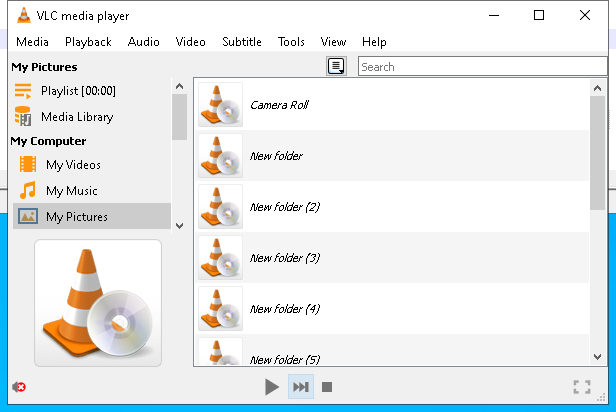 VLC media player
Media Playback Audio Video Subtitle Tools View Help
My Pictures
Search
Playlist [00:00]
Media Library
My Computer
My Videos
My Music
My Pictures
Camera Roll
New folder
New folder (2)
New folder (3)
New folder (4)
New folder (5)